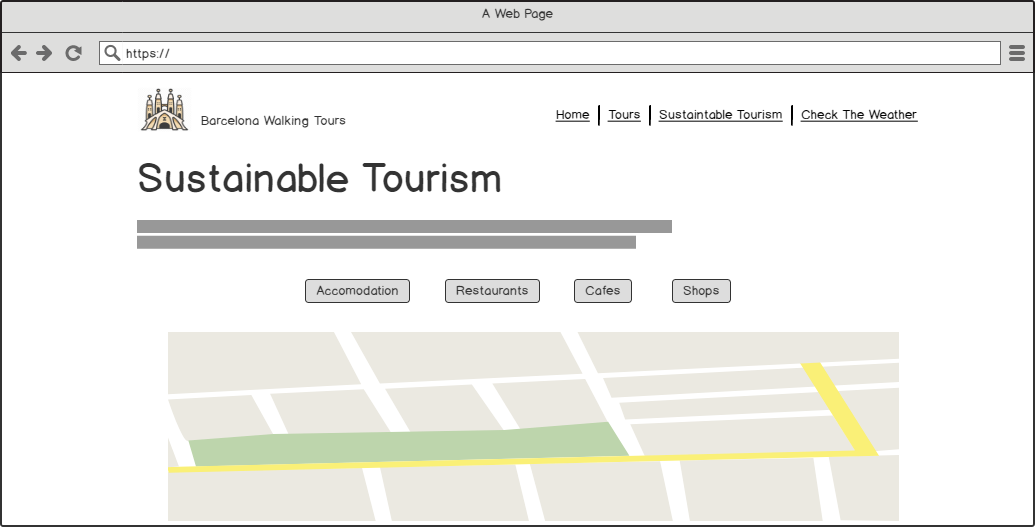 A Web Page
https://
Barcelona Walking Tours
Home | Tours | Sustaintable Tourism | Check The Weather
Sustainable Tourism
Accomodation Restaurants Cafes Shops